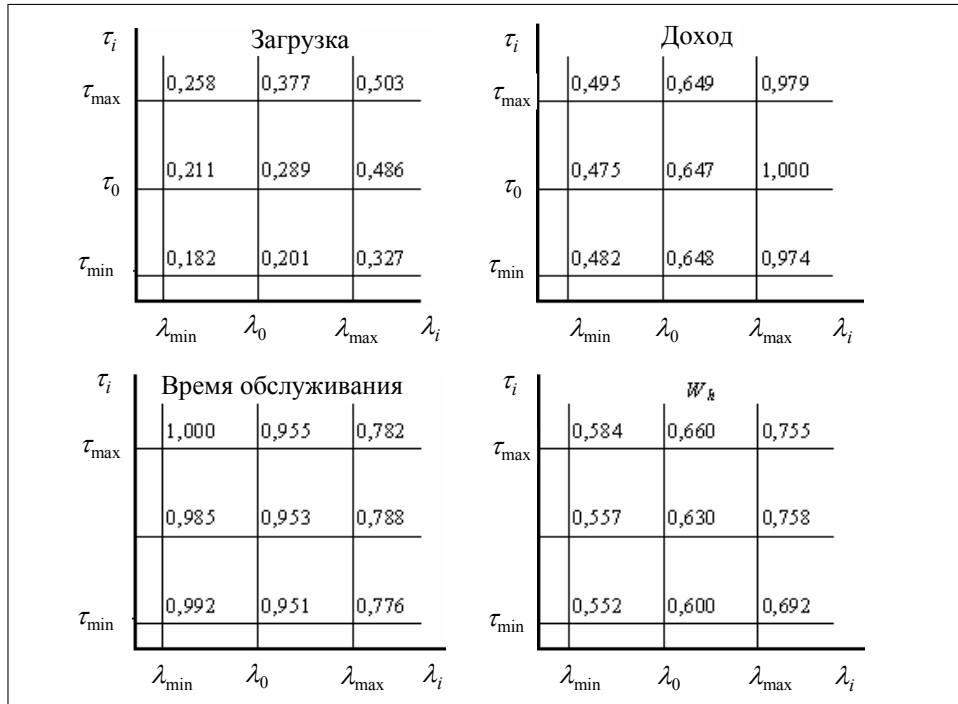 τi Загрузка
τmax 0,258 0,377 0,503
τ0 0,211 0,289 0,486
τmin 0,182 0,201 0,327
λmin λ0 λmax λi
τi Доход
τmax 0,495 0,649 0,979
τ0 0,475 0,647 1,000
τmin 0,482 0,648 0,974
λmin λ0 λmax λi
τi Время обслуживания
τmax 1,000 0,955 0,782
0,985 0,953 0,788
τmin 0,992 0,951 0,776
λmin λ0 λmax λi
τi Wk
τmax 0,584 0,660 0,755
0,557 0,630 0,758
τmin 0,552 0,600 0,692
λmin λ0 λmax λi